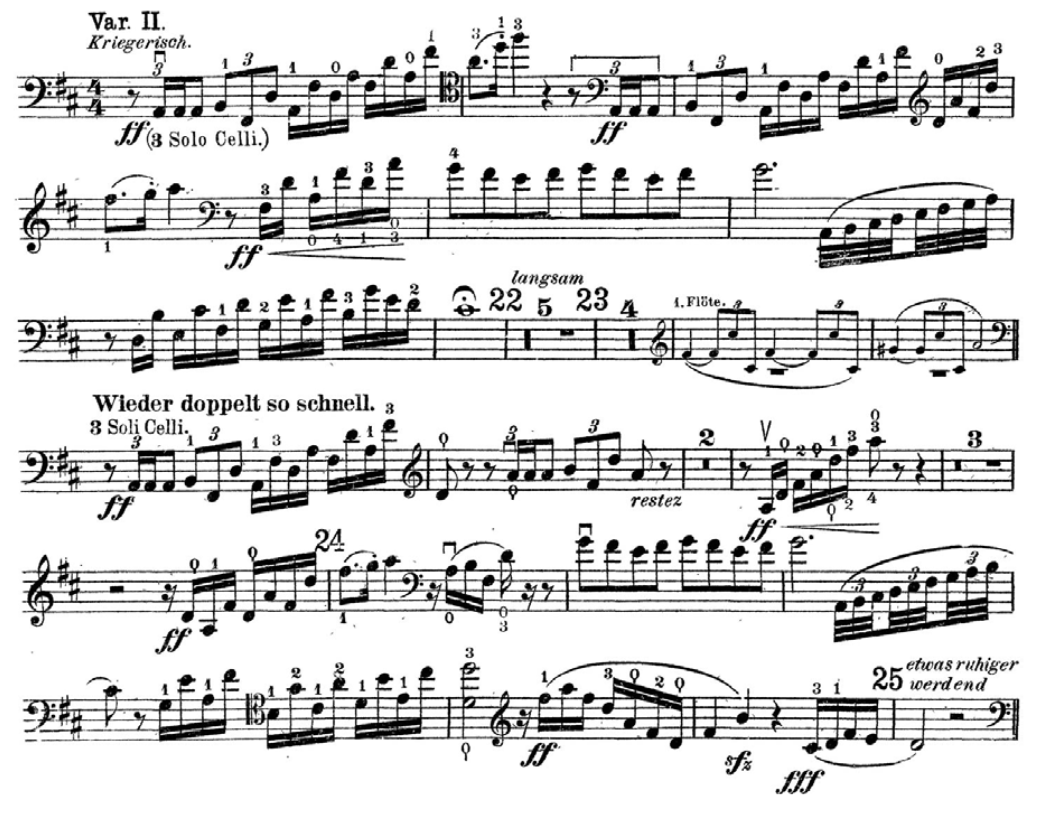 Var. II.
Kriegerisch.
ff (3 Solo Celli.) ff
ff
langsam
22 5 23 4 1. Flöte.
Wieder doppelt so schnell.
3 Soli Celli.
ff restez 2 ff 3
24
ff
25 etwas ruhiger
werdend
ff sfz fff